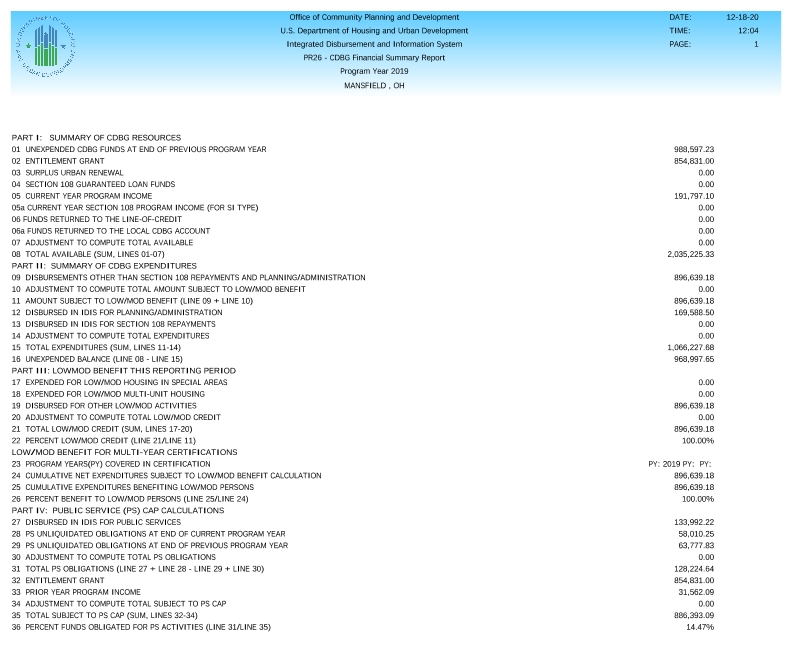 Office of Community Planning and Development
DATE: 12-18-20
U.S. Department of Housing and Urban Development
TIME: 12:04
Integrated Disbursement and Information System
PAGE: 1
PR26 - CDBG Financial Summary Report
Program Year 2019
MANSFIELD , OH
PART I: SUMMARY OF CDBG RESOURCES
01 UNEXPENDED CDBG FUNDS AT END OF PREVIOUS PROGRAM YEAR 988,597.23
02 ENTITLEMENT GRANT 854,831.00
03 SURPLUS URBAN RENEWAL 0.00
04 SECTION 108 GUARANTEED LOAN FUNDS 0.00
05 CURRENT YEAR PROGRAM INCOME 191,797.10
05a CURRENT YEAR SECTION 108 PROGRAM INCOME (FOR SI TYPE) 0.00
06 FUNDS RETURNED TO THE LINE-OF-CREDIT 0.00
06a FUNDS RETURNED TO THE LOCAL CDBG ACCOUNT 0.00
07 ADJUSTMENT TO COMPUTE TOTAL AVAILABLE 0.00
08 TOTAL AVAILABLE (SUM, LINES 01-07) 2,035,225.33
PART II: SUMMARY OF CDBG EXPENDITURES
09 DISBURSEMENTS OTHER THAN SECTION 108 REPAYMENTS AND PLANNING/ADMINISTRATION 896,639.18
10 ADJUSTMENT TO COMPUTE TOTAL AMOUNT SUBJECT TO LOW/MOD BENEFIT 0.00
11 AMOUNT SUBJECT TO LOW/MOD BENEFIT (LINE 09 + LINE 10) 896,639.18
12 DISBURSED IN IDIS FOR PLANNING/ADMINISTRATION 169,588.50
13 DISBURSED IN IDIS FOR SECTION 108 REPAYMENTS 0.00
14 ADJUSTMENT TO COMPUTE TOTAL EXPENDITURES 0.00
15 TOTAL EXPENDITURES (SUM, LINES 11-14) 1,066,227.68
16 UNEXPENDED BALANCE (LINE 08 - LINE 15) 968,997.65
PART III: LOWMOD BENEFIT THIS REPORTING PERIOD
17 EXPENDED FOR LOW/MOD HOUSING IN SPECIAL AREAS 0.00
18 EXPENDED FOR LOW/MOD MULTI-UNIT HOUSING 0.00
19 DISBURSED FOR OTHER LOW/MOD ACTIVITIES 896,639.18
20 ADJUSTMENT TO COMPUTE TOTAL LOW/MOD CREDIT 0.00
21 TOTAL LOW/MOD CREDIT (SUM, LINES 17-20) 896,639.18
22 PERCENT LOW/MOD CREDIT (LINE 21/LINE 11) 100.00%
LOW/MOD BENEFIT FOR MULTI-YEAR CERTIFICATIONS
23 PROGRAM YEARS(PY) COVERED IN CERTIFICATION PY: 2019 PY: PY:
24 CUMULATIVE NET EXPENDITURES SUBJECT TO LOW/MOD BENEFIT CALCULATION 896,639.18
25 CUMULATIVE EXPENDITURES BENEFITING LOW/MOD PERSONS 896,639.18
26 PERCENT BENEFIT TO LOW/MOD PERSONS (LINE 25/LINE 24) 100.00%
PART IV: PUBLIC SERVICE (PS) CAP CALCULATIONS
27 DISBURSED IN IDIS FOR PUBLIC SERVICES 133,992.22
28 PS UNLIQUIDATED OBLIGATIONS AT END OF CURRENT PROGRAM YEAR 58,010.25
29 PS UNLIQUIDATED OBLIGATIONS AT END OF PREVIOUS PROGRAM YEAR 63,777.83
30 ADJUSTMENT TO COMPUTE TOTAL PS OBLIGATIONS 0.00
31 TOTAL PS OBLIGATIONS (LINE 27 + LINE 28 - LINE 29 + LINE 30) 128,224.64
32 ENTITLEMENT GRANT 854,831.00
33 PRIOR YEAR PROGRAM INCOME 31,562.09
34 ADJUSTMENT TO COMPUTE TOTAL SUBJECT TO PS CAP 0.00
35 TOTAL SUBJECT TO PS CAP (SUM, LINES 32-34) 886,393.09
36 PERCENT FUNDS OBLIGATED FOR PS ACTIVITIES (LINE 31/LINE 35) 14.47%